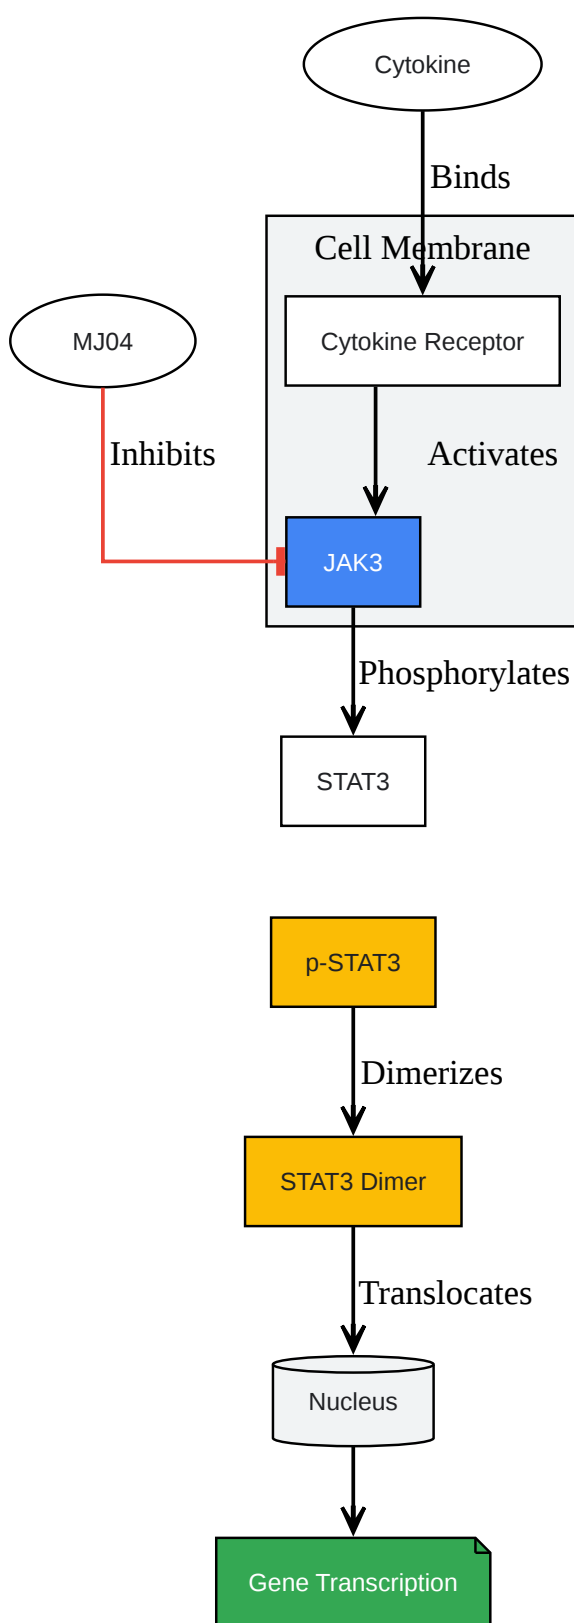 Cytokine
Binds
Cell Membrane
MJ04
Cytokine Receptor
Inhibits
Activates
JAK3
Phosphorylates
STAT3
p-STAT3
Dimerizes
STAT3 Dimer
Translocates
Nucleus
Gene Transcription